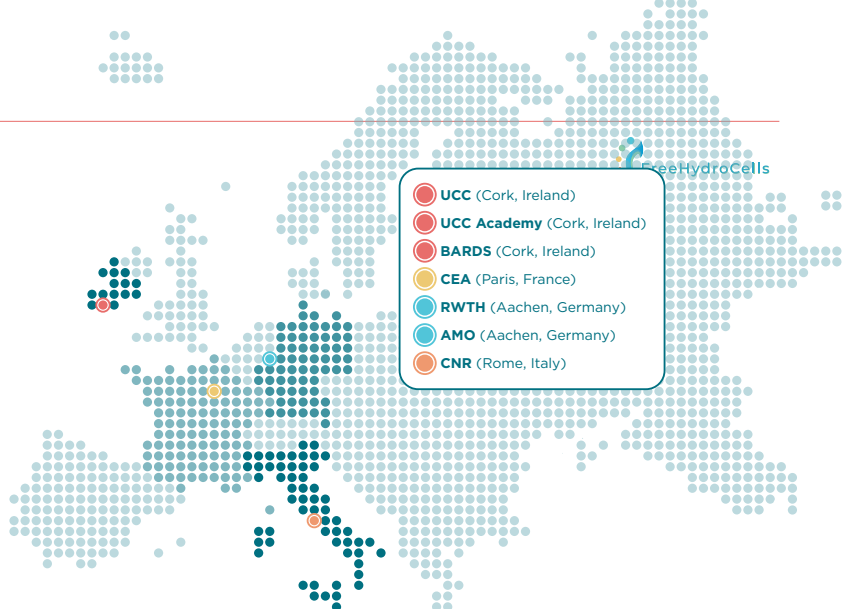 FreeHydroCells
UCC (Cork, Ireland)
UCC Academy (Cork, Ireland)
BARDS (Cork, Ireland)
CEA (Paris, France)
RWTH (Aachen, Germany)
AMO (Aachen, Germany)
CNR (Rome, Italy)